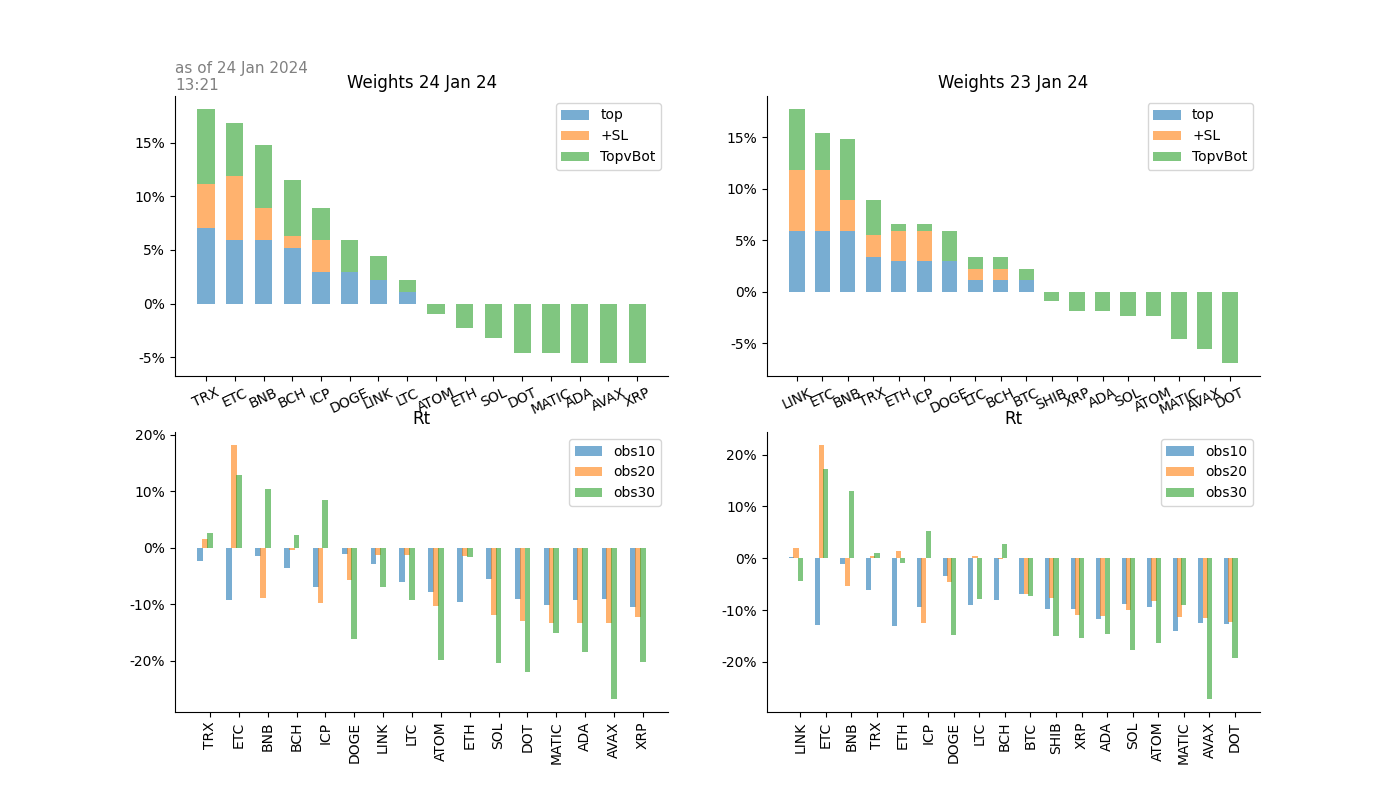 as of 24 Jan 2024
13:21
Weights 24 Jan 24
15%
10%
5%
0%
-5%
top
+SL
TopvBot
TRX ETC BNB BCH ICP DOGE LINK LTC ATOM ETH SOL DOT MATIC ADA AVAX XRP
Weights 23 Jan 24
15%
10%
5%
0%
-5%
top
+SL
TopvBot
LINK ETC BNB TRX ETH ICP DOGE LTC BCH BTC SHIB XRP ADA SOL ATOM MATIC AVAX DOT
Rt
20%
10%
0%
-10%
-20%
obs10
obs20
obs30
TRX ETC BNB BCH ICP DOGE LINK LTC ATOM ETH SOL DOT MATIC ADA AVAX XRP
Rt
20%
10%
0%
-10%
-20%
obs10
obs20
obs30
LINK ETC BNB TRX ETH ICP DOGE LTC BCH BTC SHIB XRP ADA SOL ATOM MATIC AVAX DOT